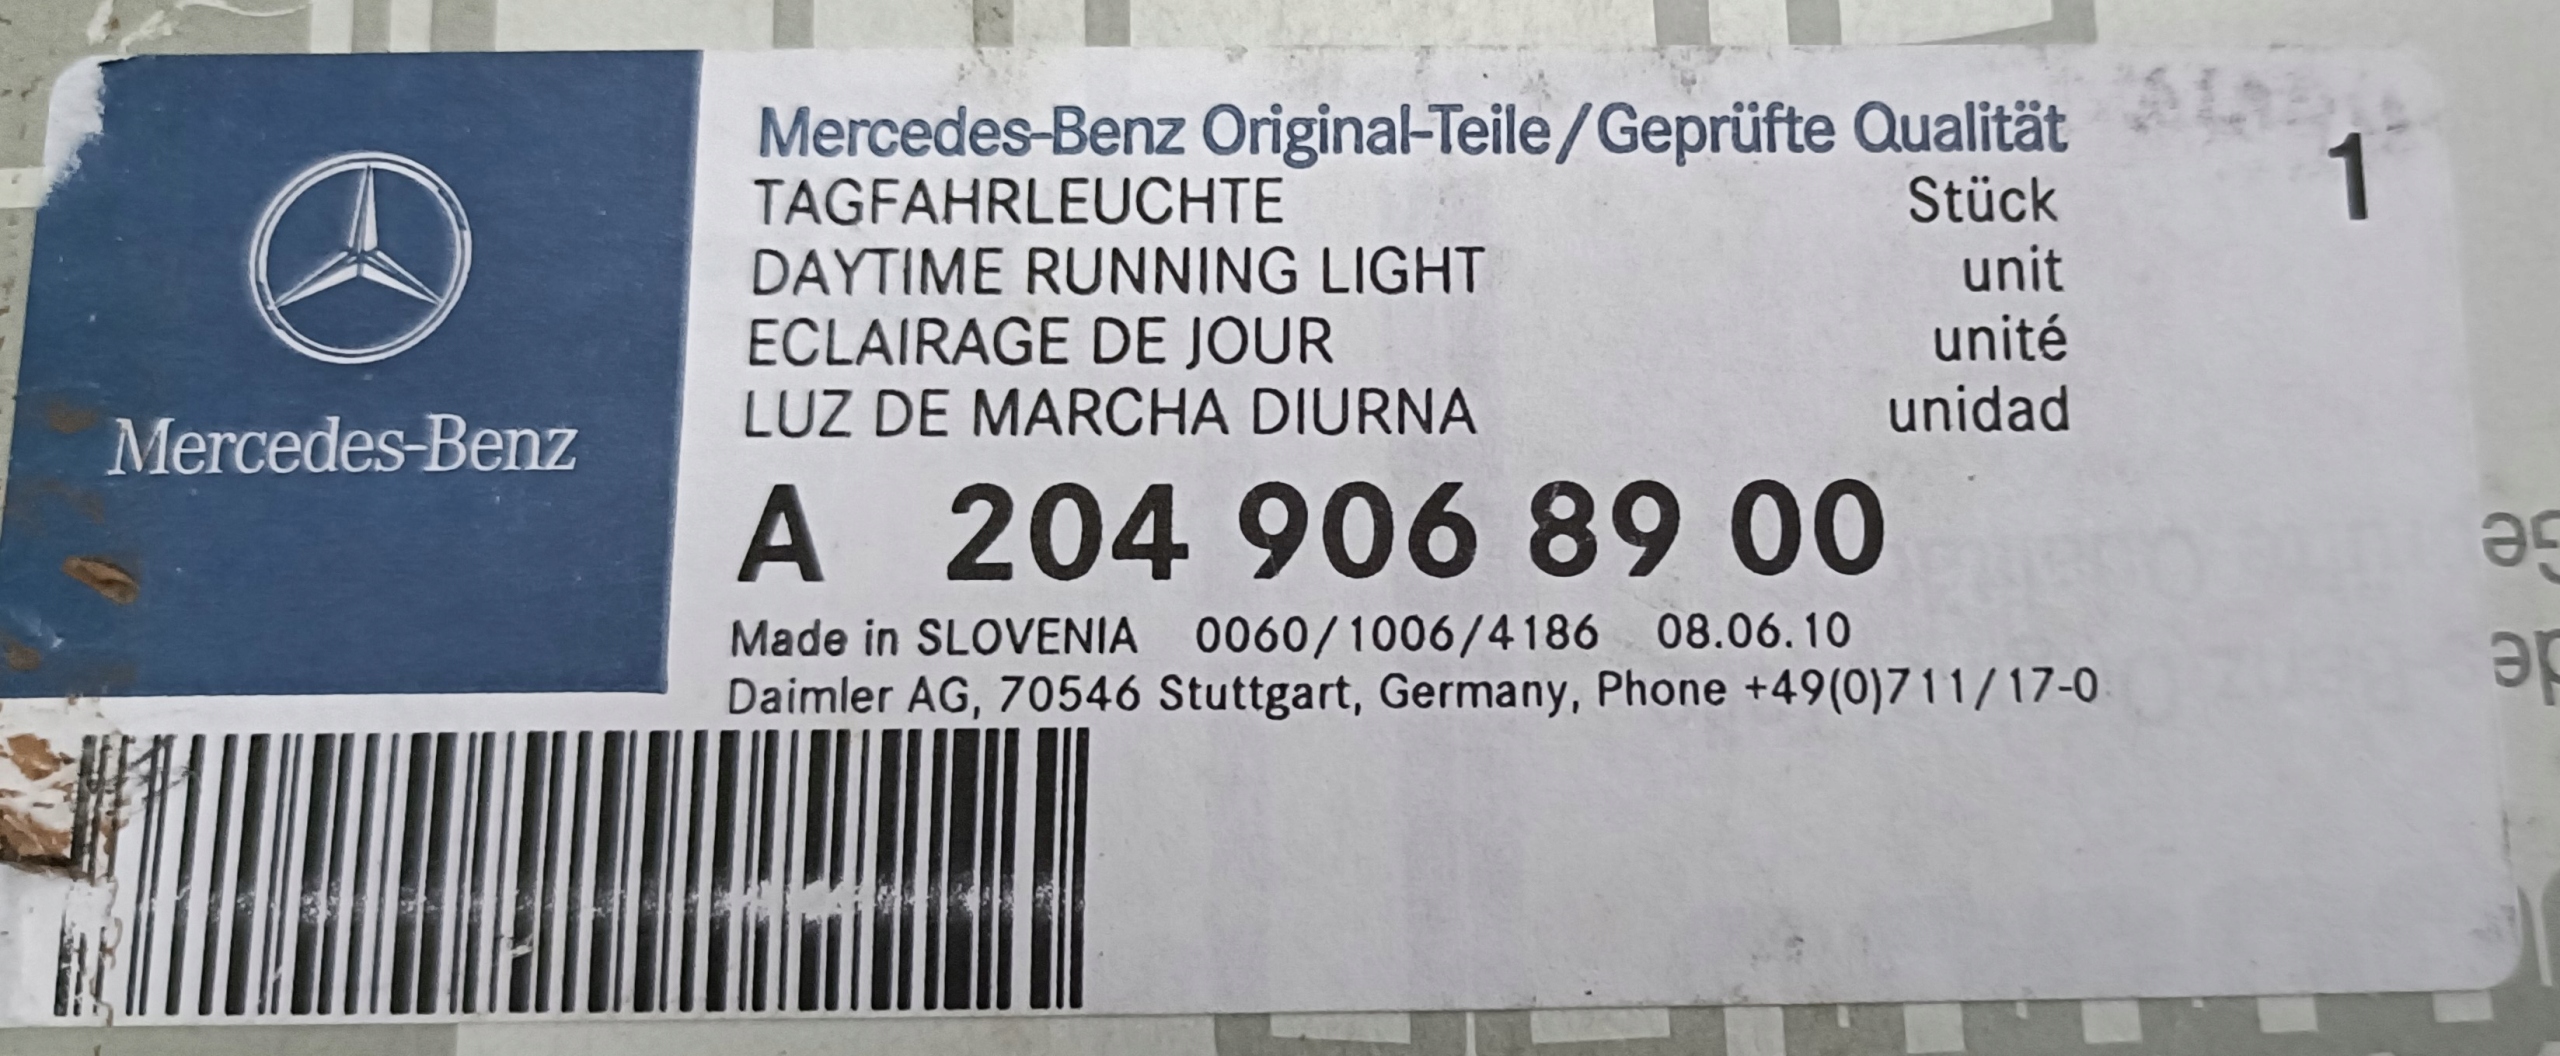 Mercedes-Benz
Mercedes-Benz Original-Teile/Geprüfte Qualität
TAGFAHRLEUCHTE Stück 1
DAYTIME RUNNING LIGHT unit
ECLAIRAGE DE JOUR unité
LUZ DE MARCHA DIURNA unidad
A 204 906 89 00
Made in SLOVENIA 0060/1006/4186 08.06.10
Daimler AG, 70546 Stuttgart, Germany, Phone +49(0)711/17-0